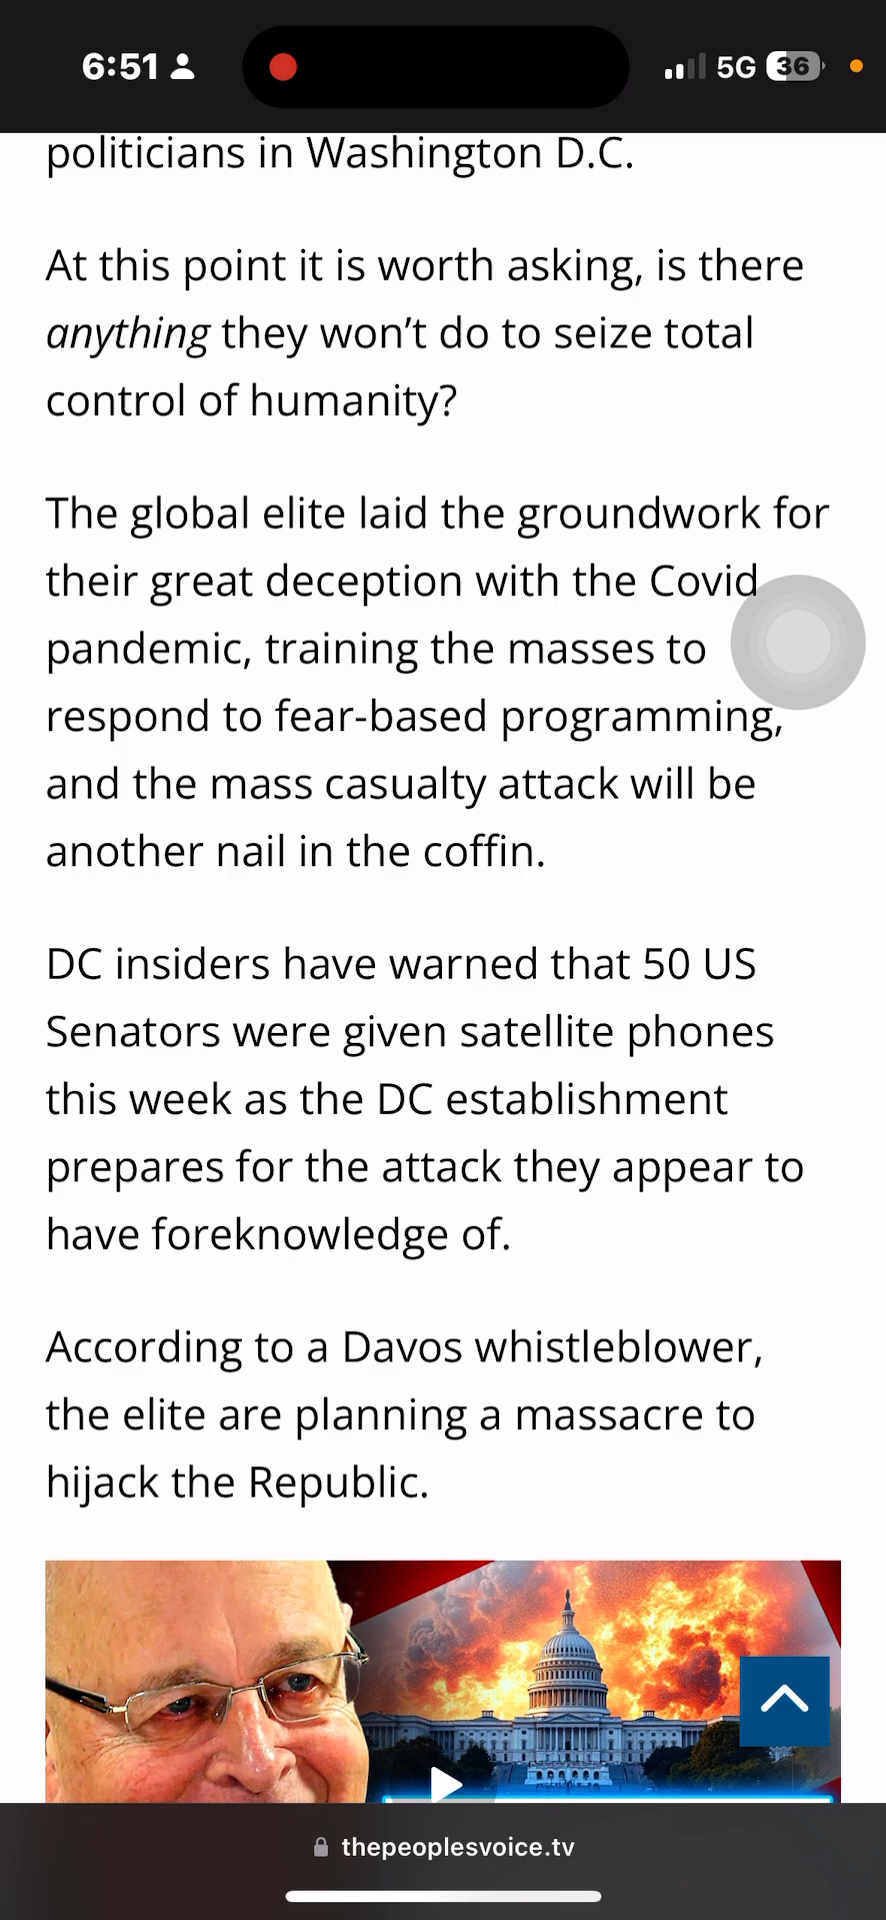 6:51
5G
36
politicians in Washington D.C.
At this point it is worth asking, is there
anything they won’t do to seize total
control of humanity?
The global elite laid the groundwork for
their great deception with the Covid
pandemic, training the masses to
respond to fear-based programming,
and the mass casualty attack will be
another nail in the coffin.
DC insiders have warned that 50 US
Senators were given satellite phones
this week as the DC establishment
prepares for the attack they appear to
have foreknowledge of.
According to a Davos whistleblower,
the elite are planning a massacre to
hijack the Republic.
thepeoplesvoice.tv